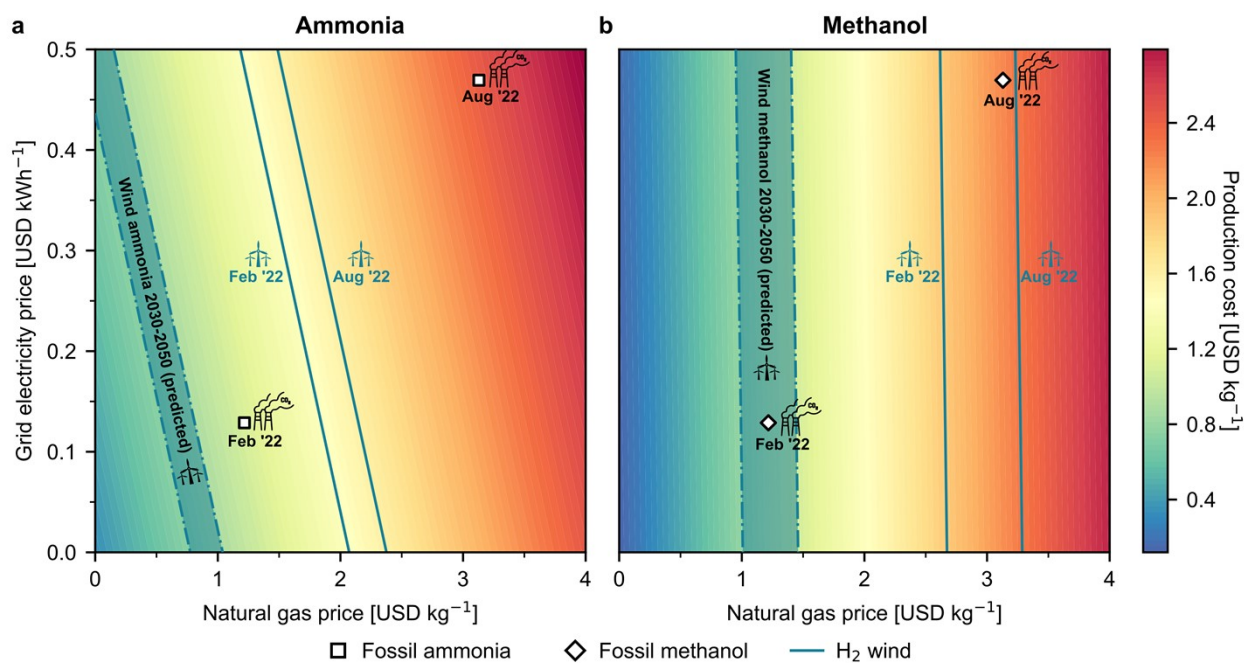 a
Ammonia
b
Methanol
Grid electricity price [USD kWh⁻¹]
0.5
0.4
0.3
0.2
0.1
0.0
CO₂
Aug '22
Wind ammonia 2030-2050 (predicted)
Feb '22
Aug '22
CO₂
Feb '22
0
1
2
3
4
Natural gas price [USD kg⁻¹]
CO₂
Aug '22
Wind methanol 2030-2050 (predicted)
Feb '22
Aug '22
CO₂
Feb '22
0
1
2
3
4
Natural gas price [USD kg⁻¹]
2.4
2.0
1.6
1.2
0.8
0.4
Production cost [USD kg⁻¹]
Fossil ammonia
Fossil methanol
H₂ wind